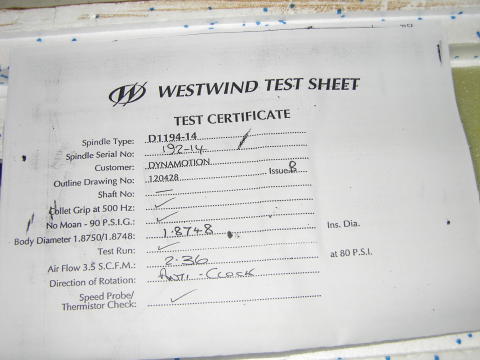 WESTWIND TEST SHEET
TEST CERTIFICATE
Spindle Type: D1194-14
Spindle Serial No: 192-14
Customer: DYNAMOTION
Outline Drawing No: 120428 Issue: B
Shaft No: —
Collet Grip at 500 Hz: ✓
No Moan - 90 P.S.I.G.: ✓
Body Diameter 1.8750/1.8748: 1.8748 Ins. Dia.
Test Run: ✓
Air Flow 3.5 S.C.F.M.: 2.36 at 80 P.S.I.
Direction of Rotation: ANTI-CLOCK
Speed Probe/
Thermistor Check: ✓